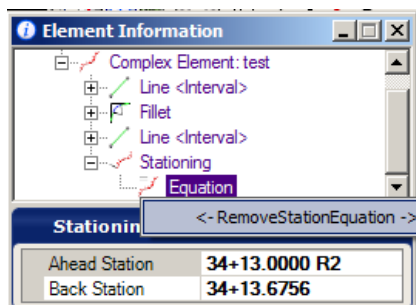 Element Information
Complex Element: test
Line <Interval>
Fillet
Line <Interval>
Stationing
Equation
<- RemoveStationEquation ->
Stationin
Ahead Station 34+13.0000 R2
Back Station 34+13.6756